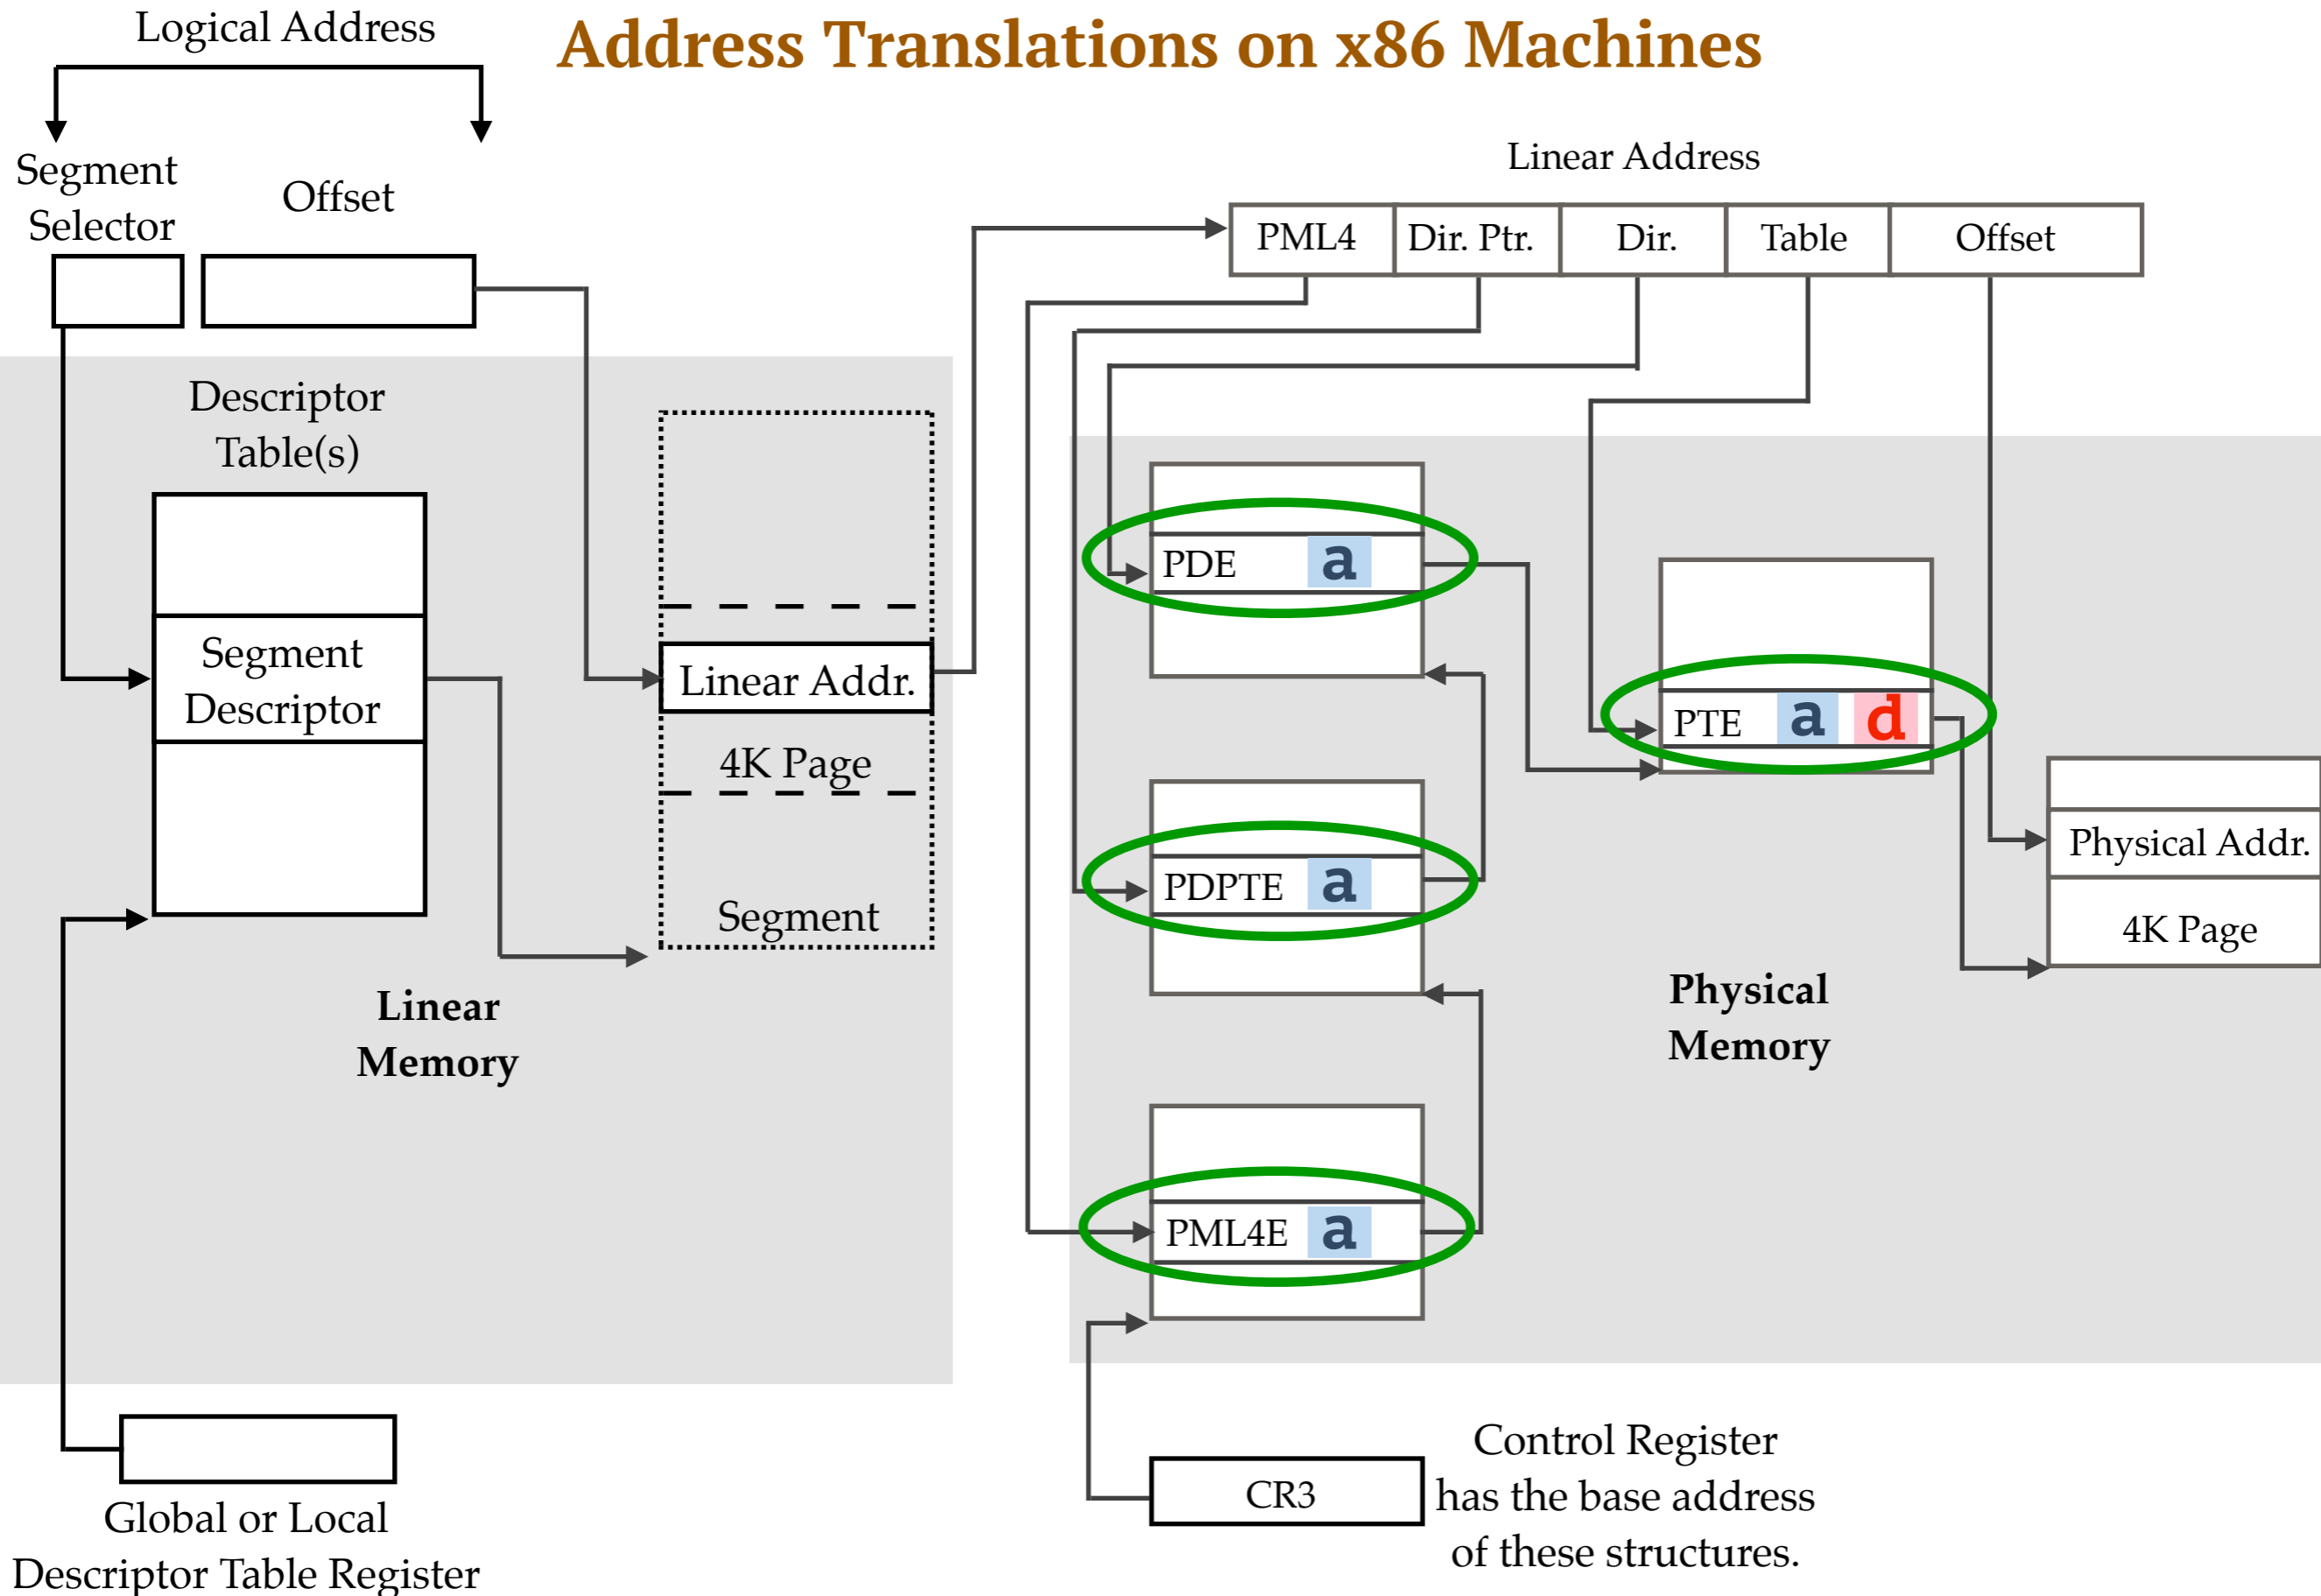 Address Translations on x86 Machines
Logical Address
Segment
Selector
Offset
Descriptor
Table(s)
Segment
Descriptor
Linear Addr.
4K Page
Segment
Linear
Memory
Global or Local
Descriptor Table Register
Linear Address
PML4 Dir. Ptr. Dir. Table Offset
PDE a
PTE a d
PDPTE a
Physical Addr.
4K Page
Physical
Memory
PML4E a
CR3
Control Register
has the base address
of these structures.